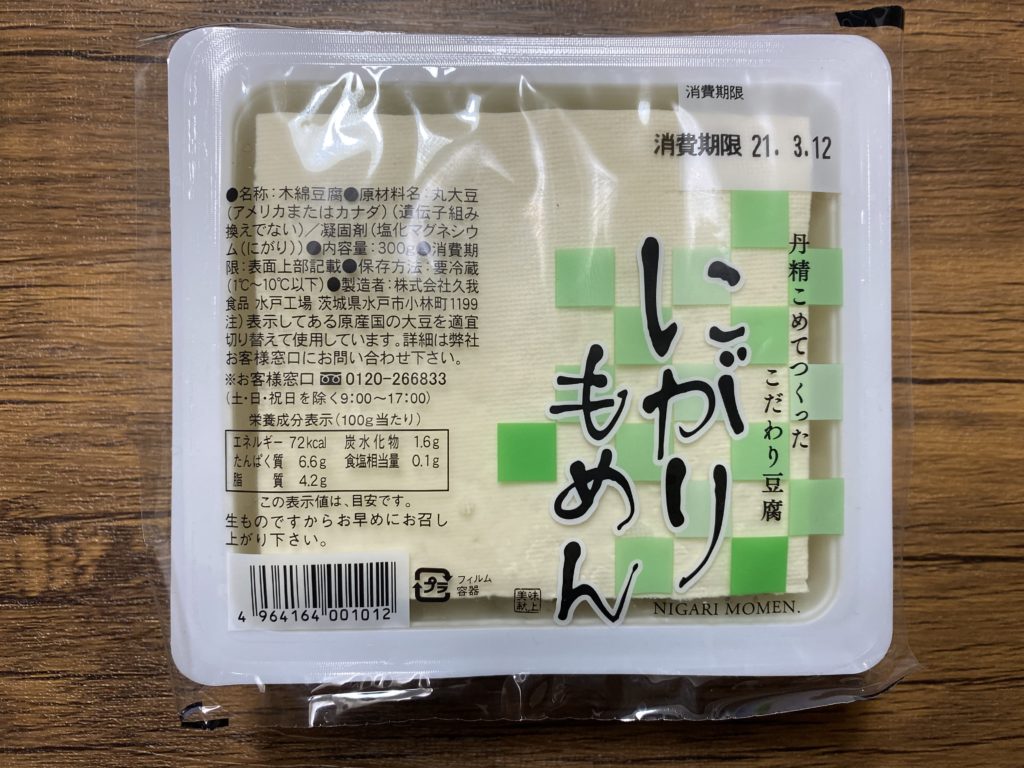 消費期限
消費期限 21. 3.12
●名称:木綿豆腐●原材料名:丸大豆
(アメリカまたはカナダ)(遺伝子組み
換えでない)/凝固剤(塩化マグネシウ
ム(にがり))●内容量:300g●消費期
限:表面上部記載●保存方法:要冷蔵
(1℃~10℃以下)●製造者:株式会社久我
食品 水戸工場 茨城県水戸市小林町1199
注)表示してある原産国の大豆を適宜
切り替えて使用しています。詳細は弊社
お客様窓口にお問い合わせ下さい。
※お客様窓口 0120-266833
(土・日・祝日を除く9:00~17:00)
栄養成分表示(100g当たり)
エネルギー 72kcal 炭水化物 1.6g
たんぱく質 6.6g 食塩相当量 0.1g
脂質 4.2g
この表示値は、目安です。
生ものですからお早めにお召し
上がり下さい。
4 964164 001012
プラ
フィルム
容器
丹精こめてつくった
こだわり豆腐
にがり
もめん
美味
献上
NIGARI MOMEN.